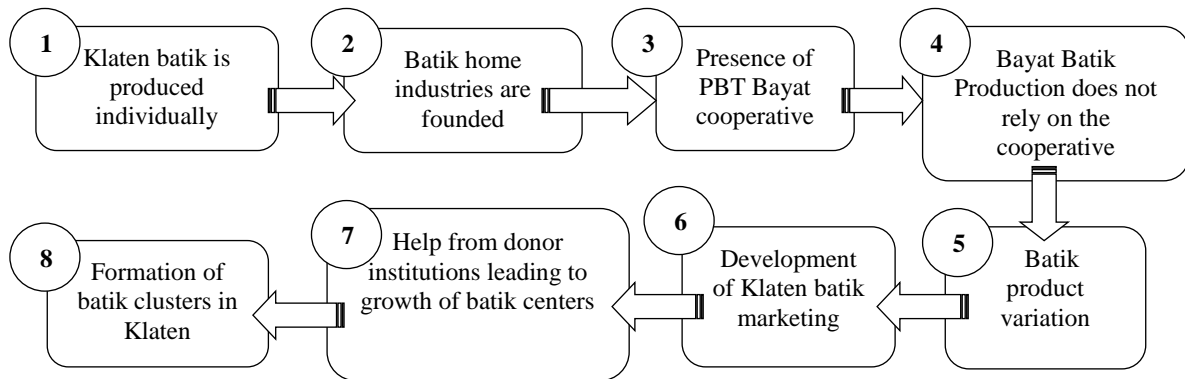 1
Klaten batik is
produced
individually
2
Batik home
industries are
founded
3
Presence of
PBT Bayat
cooperative
4
Bayat Batik
Production does not
rely on the
cooperative
5
Batik
product
variation
6
Development
of Klaten batik
marketing
7
Help from donor
institutions leading to
growth of batik centers
8
Formation of
batik clusters in
Klaten